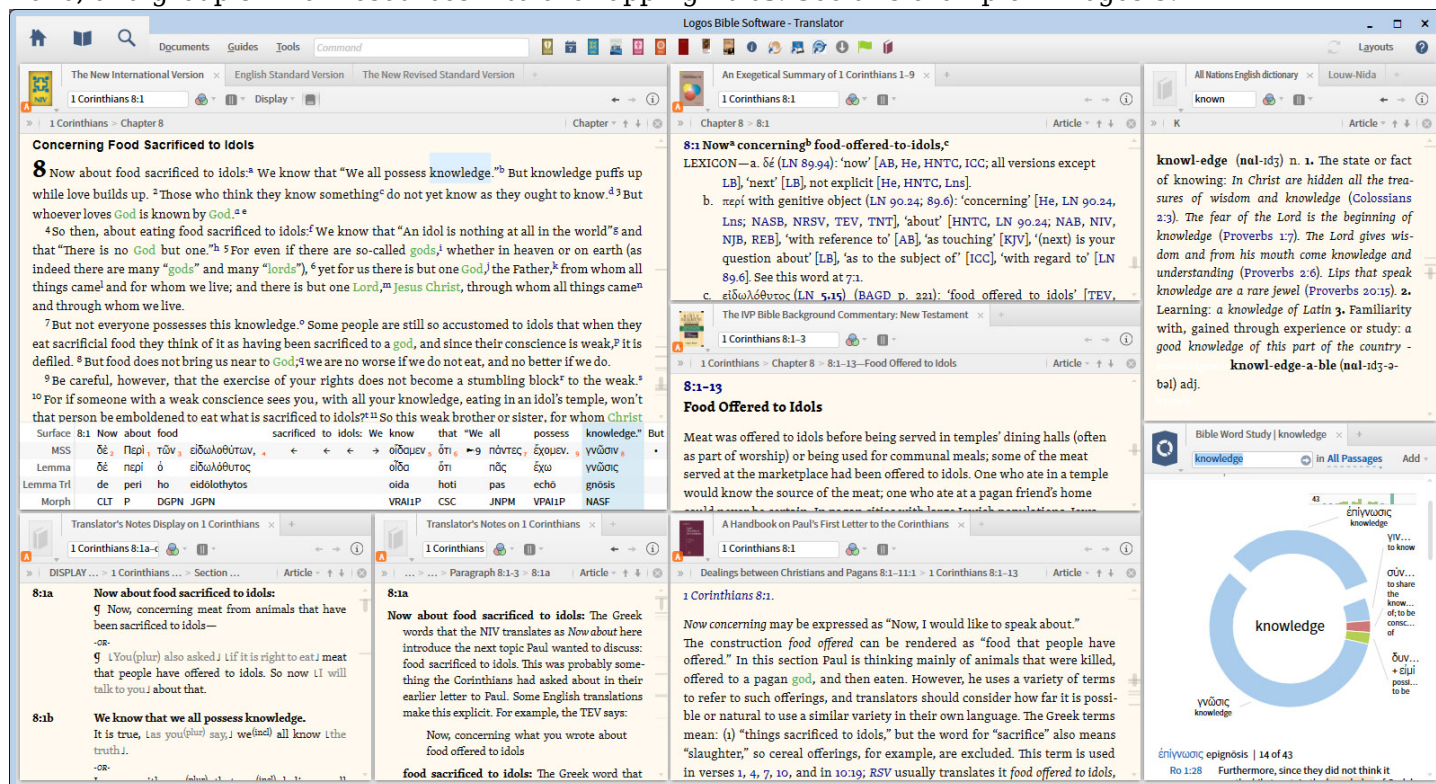 Logos Bible Software - Translator
Documents Guides Tools Command
Layouts
The New International Version × English Standard Version The New Revised Standard Version +
1 Corinthians 8:1 Display
» 1 Corinthians > Chapter 8 Chapter
Concerning Food Sacrificed to Idols
8 Now about food sacrificed to idols:a We know that “We all possess knowledge.”b But knowledge puffs up
while love builds up. 2 Those who think they know somethingc do not yet know as they ought to know.d 3 But
whoever loves God is known by God.a e
4 So then, about eating food sacrificed to idols:f We know that “An idol is nothing at all in the world”g and
that “There is no God but one.”h 5 For even if there are so-called gods,i whether in heaven or on earth (as
indeed there are many “gods” and many “lords”), 6 yet for us there is but one God,j the Father,k from whom all
things camel and for whom we live; and there is but one Lord,m Jesus Christ, through whom all things camen
and through whom we live.
7 But not everyone possesses this knowledge.o Some people are still so accustomed to idols that when they
eat sacrificial food they think of it as having been sacrificed to a god, and since their conscience is weak,p it is
defiled. 8 But food does not bring us near to God;q we are no worse if we do not eat, and no better if we do.
9 Be careful, however, that the exercise of your rights does not become a stumbling blockr to the weak.s
10 For if someone with a weak conscience sees you, with all your knowledge, eating in an idol’s temple, won’t
that person be emboldened to eat what is sacrificed to idols?t 11 So this weak brother or sister, for whom Christ
Surface 8:1 Now about food sacrificed to idols: We know that “We all possess knowledge.” But
MSS δὲ 2 Περὶ 1 τῶν 3 εἰδωλοθύτων, 4 ← ← ← → οἴδαμεν 5 ὅτι 6 ►9 πάντες 7 ἔχομεν. 9 γνῶσιν 8 •
Lemma δέ περί ὁ εἰδωλόθυτος οἶδα ὅτι πᾶς ἔχω γνῶσις
Lemma Trl de peri ho eidōlothytos oida hoti pas echō gnōsis
Morph CLT P DGPN JGPN VRAI1P CSC JNPM VPAI1P NASF
Translator's Notes Display on 1 Corinthians × +
1 Corinthians 8:1a-c
» DISPLAY ... > 1 Corinthians ... > Section ... Article
8:1a Now about food sacrificed to idols:
¶ Now, concerning meat from animals that have
been sacrificed to idols—
-OR-
¶ ⌊You(plur) also asked⌋ ⌊if it is right to eat⌋ meat
that people have offered to idols. So now ⌊I will
talk to you⌋ about that.
8:1b We know that we all possess knowledge.
It is true, ⌊as you(plur) say,⌋ we(incl) all know ⌊the
truth⌋.
-OR-
Translator's Notes on 1 Corinthians × +
1 Corinthians
» ... > ... > Paragraph 8:1-3 > 8:1a Article
8:1a
Now about food sacrificed to idols: The Greek
words that the NIV translates as Now about here
introduce the next topic Paul wanted to discuss:
food sacrificed to idols. This was probably some-
thing the Corinthians had asked about in their
earlier letter to Paul. Some English translations
make this explicit. For example, the TEV says:
Now, concerning what you wrote about
food offered to idols
food sacrificed to idols: The Greek word that
An Exegetical Summary of 1 Corinthians 1–9 × +
1 Corinthians 8:1
» Chapter 8 > 8:1 Article
8:1 Nowa concerningb food-offered-to-idols,c
LEXICON—a. δέ (LN 89.94): ‘now’ [AB, He, HNTC, ICC; all versions except
LB], ‘next’ [LB], not explicit [He, HNTC, Lns].
b. περί with genitive object (LN 90.24; 89.6): ‘concerning’ [He, LN 90.24,
Lns; NASB, NRSV, TEV, TNT], ‘about’ [HNTC, LN 90.24; NAB, NIV,
NJB, REB], ‘with reference to’ [AB], ‘as touching’ [KJV], ‘(next) is your
question about’ [LB], ‘as to the subject of’ [ICC], ‘with regard to’ [LN
89.6]. See this word at 7:1.
c. εἰδωλόθυτος (LN 5.15) (BAGD p. 221): ‘food offered to idols’ [TEV,
The IVP Bible Background Commentary: New Testament × +
1 Corinthians 8:1–3
» 1 Corinthians > Chapter 8 > 8:1–13—Food Offered to Idols Article
8:1–13
Food Offered to Idols
Meat was offered to idols before being served in temples’ dining halls (often
as part of worship) or being used for communal meals; some of the meat
served at the marketplace had been offered to idols. One who ate in a temple
would know the source of the meat; one who ate at a pagan friend’s home
A Handbook on Paul's First Letter to the Corinthians × +
1 Corinthians 8:1
» Dealings between Christians and Pagans 8:1–11:1 > 1 Corinthians 8:1–13 Article
1 Corinthians 8:1.
Now concerning may be expressed as “Now, I would like to speak about.”
The construction food offered can be rendered as “food that people have
offered.” In this section Paul is thinking mainly of animals that were killed,
offered to a pagan god, and then eaten. However, he uses a variety of terms
to refer to such offerings, and translators should consider how far it is possi-
ble or natural to use a similar variety in their own language. The Greek terms
mean: (1) “things sacrificed to idols,” but the word for “sacrifice” also means
“slaughter,” so cereal offerings, for example, are excluded. This term is used
in verses 1, 4, 7, 10, and in 10:19; RSV usually translates it food offered to idols,
All Nations English dictionary × Louw-Nida +
known
» K Article
knowl-edge (nɑl-ɪdʒ) n. 1. The state or fact
of knowing: In Christ are hidden all the trea-
sures of wisdom and knowledge (Colossians
2:3). The fear of the Lord is the beginning of
knowledge (Proverbs 1:7). The Lord gives wis-
dom and from his mouth come knowledge and
understanding (Proverbs 2:6). Lips that speak
knowledge are a rare jewel (Proverbs 20:15). 2.
Learning: a knowledge of Latin 3. Familiarity
with, gained through experience or study: a
good knowledge of this part of the country -
knowl-edge-a-ble (nɑl-ɪdʒ-ə-
bəl) adj.
Bible Word Study | knowledge × +
knowledge in All Passages Add
43
ἐπίγνωσις
knowledge
γιν…
to know
σύν…
to share
the
know…
of; to be
consc…
of
δυν…
+ εἰμί
possi…
to be
knowledge
γνῶσις
knowledge
ἐπίγνωσις epignōsis | 14 of 43
Ro 1:28 Furthermore, since they did not think it